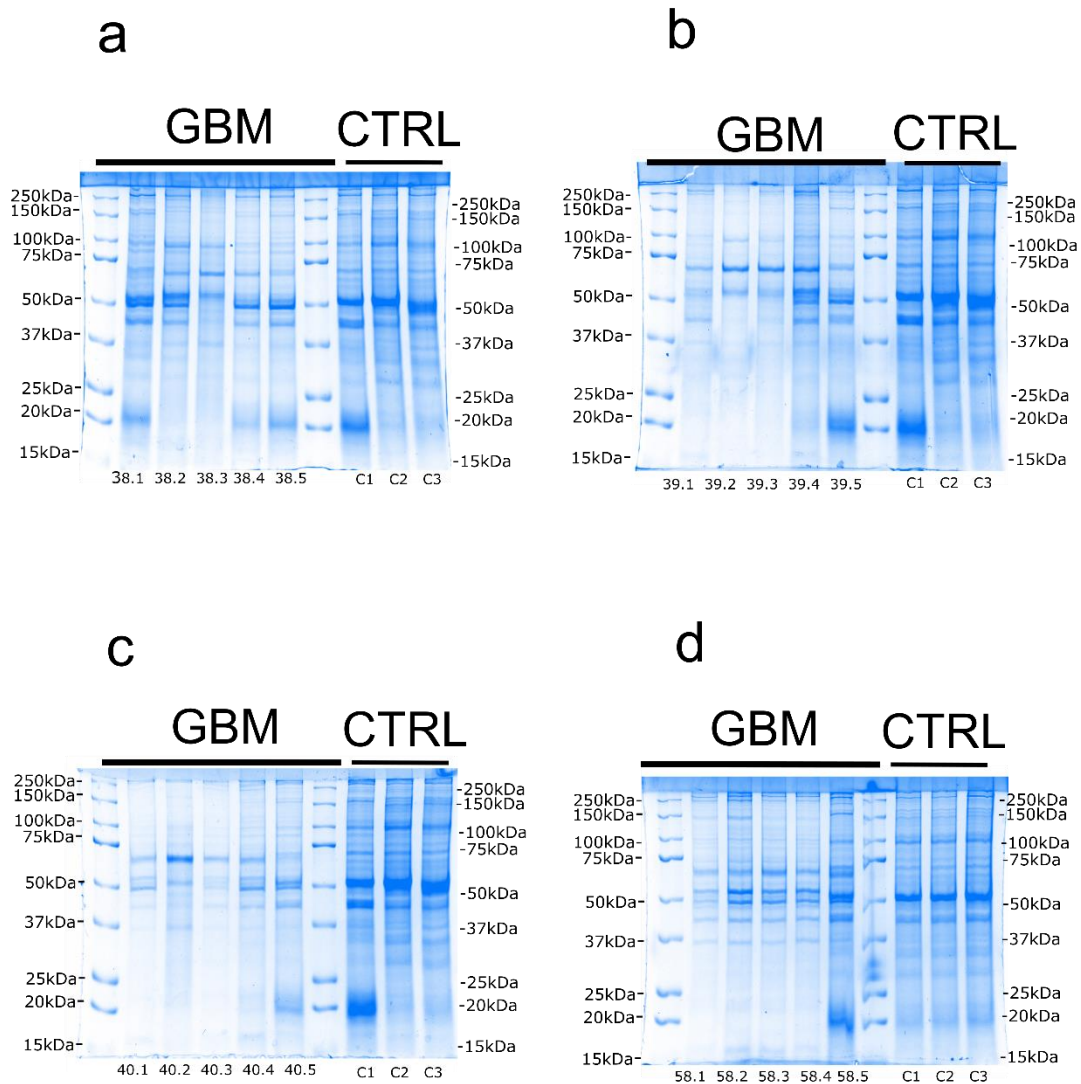 a
GBM CTRL
250kDa-
150kDa-
100kDa-
75kDa-
50kDa-
37kDa-
25kDa-
20kDa-
15kDa-
-250kDa
-150kDa
-100kDa
-75kDa
-50kDa
-37kDa
-25kDa
-20kDa
-15kDa
38.1 38.2 38.3 38.4 38.5 C1 C2 C3
b
GBM CTRL
250kDa-
150kDa-
100kDa-
75kDa-
50kDa-
37kDa-
25kDa-
20kDa-
15kDa-
-250kDa
-150kDa
-100kDa
-75kDa
-50kDa
-37kDa
-25kDa
-20kDa
-15kDa
39.1 39.2 39.3 39.4 39.5 C1 C2 C3
c
GBM CTRL
250kDa-
150kDa-
100kDa-
75kDa-
50kDa-
37kDa-
25kDa-
20kDa-
15kDa-
-250kDa
-150kDa
-100kDa
-75kDa
-50kDa
-37kDa
-25kDa
-20kDa
-15kDa
40.1 40.2 40.3 40.4 40.5 C1 C2 C3
d
GBM CTRL
250kDa-
150kDa-
100kDa-
75kDa-
50kDa-
37kDa-
25kDa-
20kDa-
15kDa-
-250kDa
-150kDa
-100kDa
-75kDa
-50kDa
-37kDa
-25kDa
-20kDa
-15kDa
58.1 58.2 58.3 58.4 58.5 C1 C2 C3